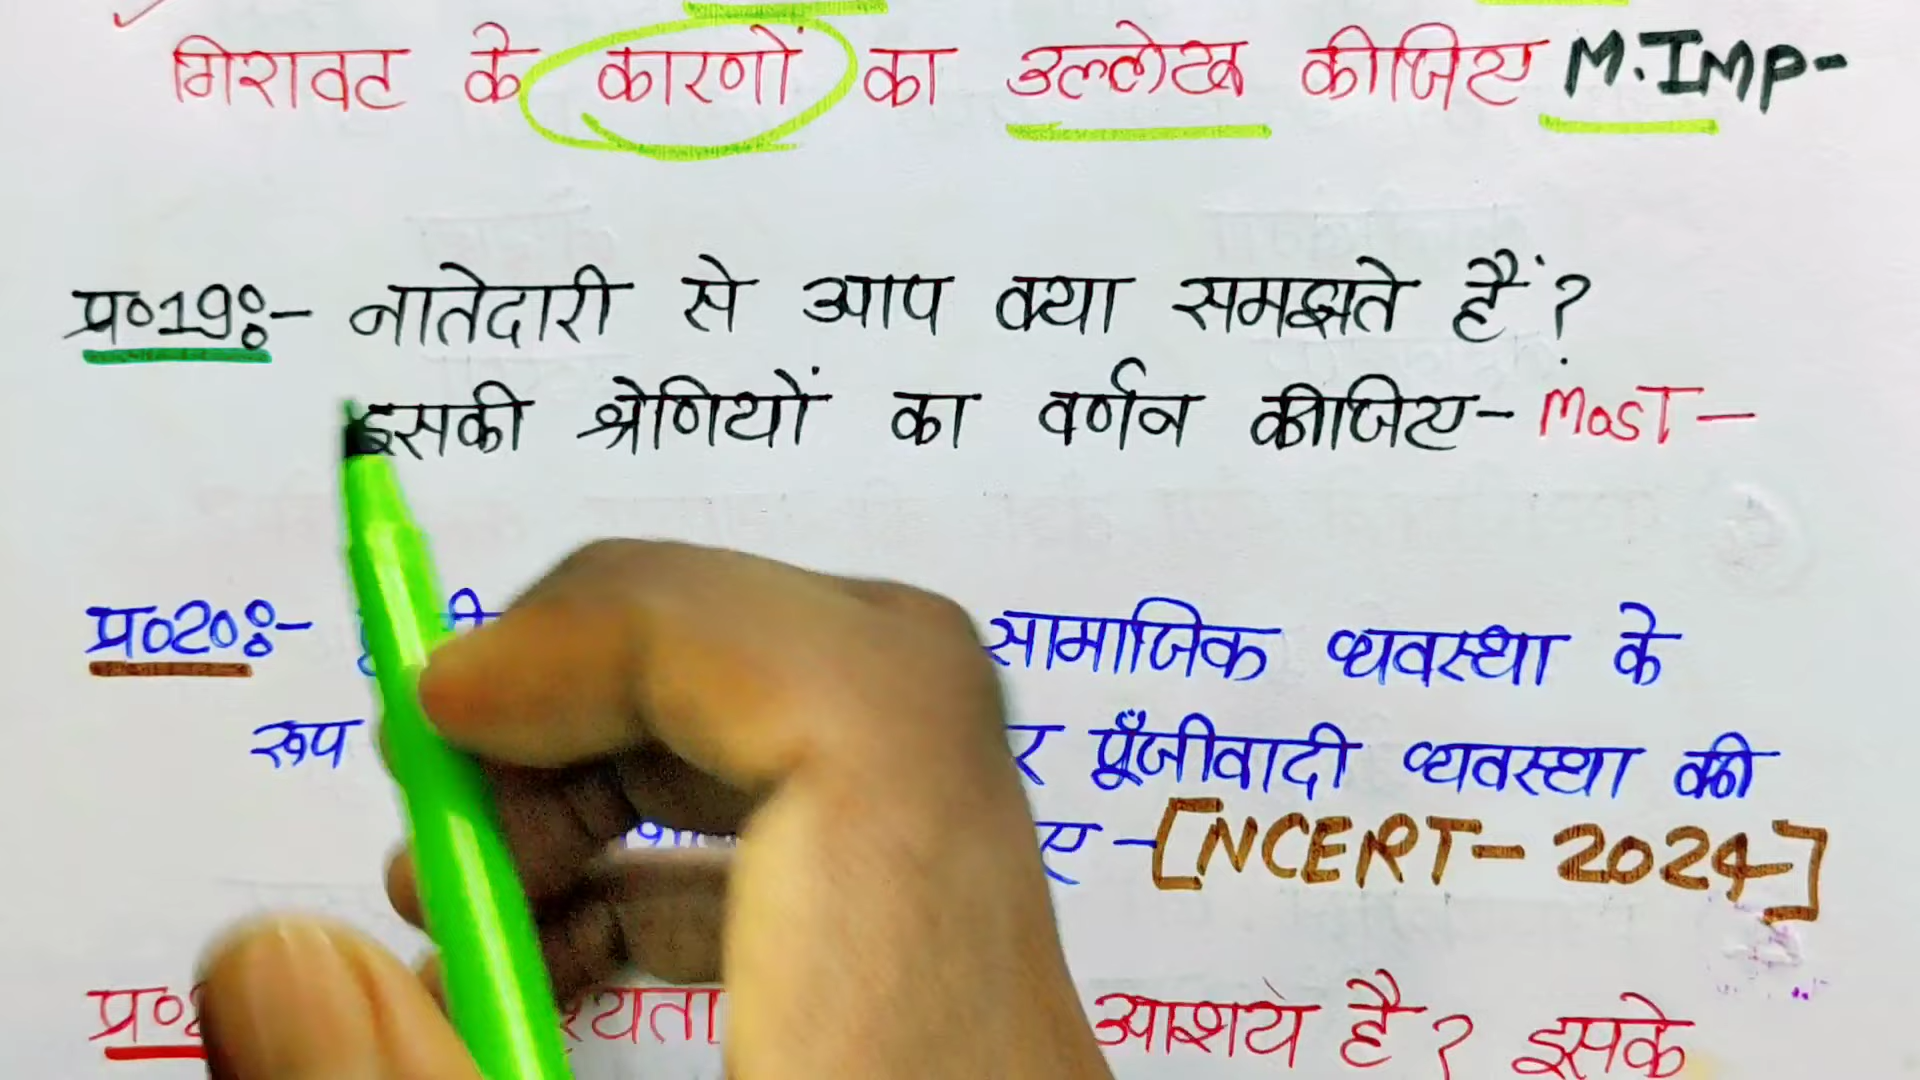 गिरावट के कारणों का उल्लेख कीजिए M.IMP-
प्र०19:- नातेदारी से आप क्या समझते हैं?
इसकी श्रेणियों का वर्णन कीजिए- MOST -
प्र०20:- सामाजिक व्यवस्था के
रूप पूँजीवादी व्यवस्था की
[NCERT- 2024]
आशय है? इसके